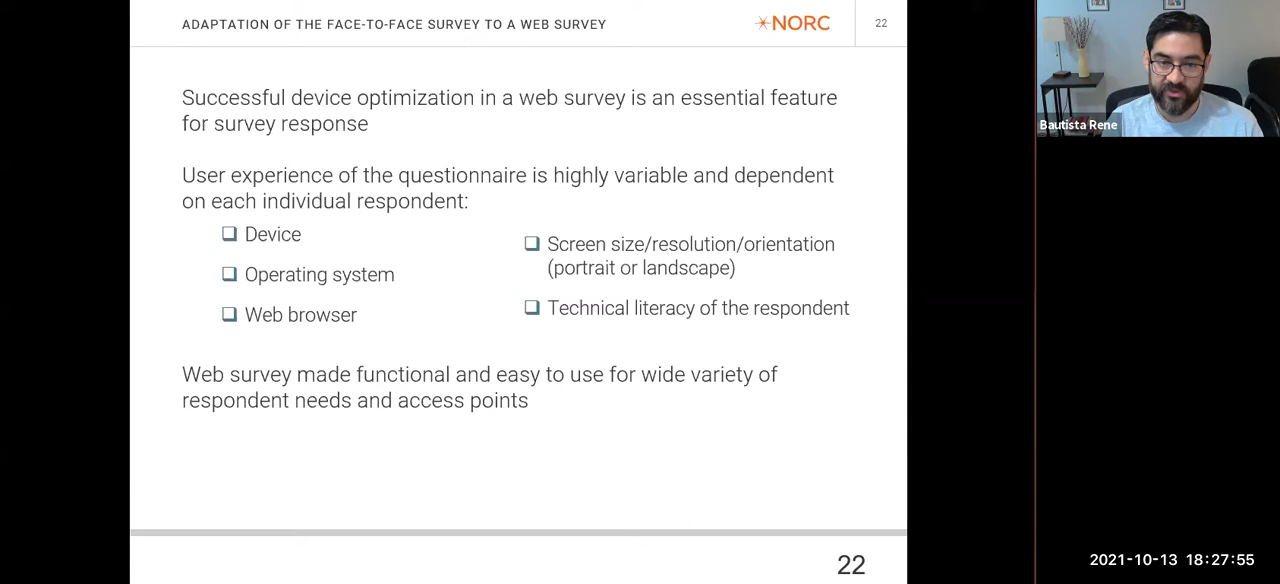 ADAPTATION OF THE FACE-TO-FACE SURVEY TO A WEB SURVEY
NORC
22
Successful device optimization in a web survey is an essential feature
for survey response
User experience of the questionnaire is highly variable and dependent
on each individual respondent:
Device
Operating system
Web browser
Screen size/resolution/orientation
(portrait or landscape)
Technical literacy of the respondent
Web survey made functional and easy to use for wide variety of
respondent needs and access points
22
Bautista Rene
2021-10-13 18:27:55